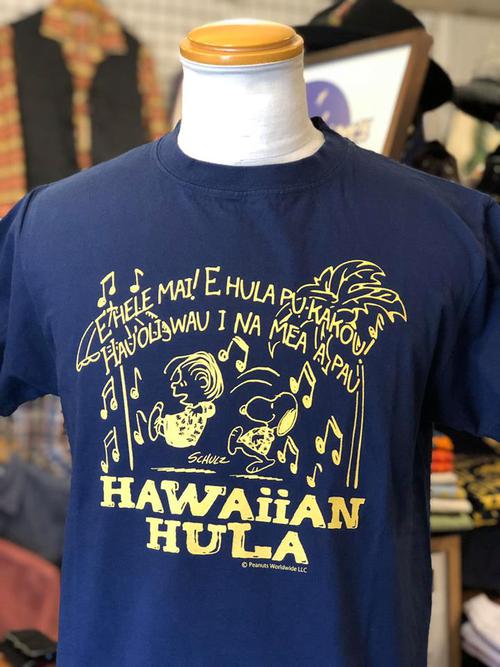 E HELE MAI! E HULA PU KAKOU!
HAU'OLI WAU I NA MEA A PAU
SCHULZ
HAWAiiAN
HULA
© Peanuts Worldwide LLC